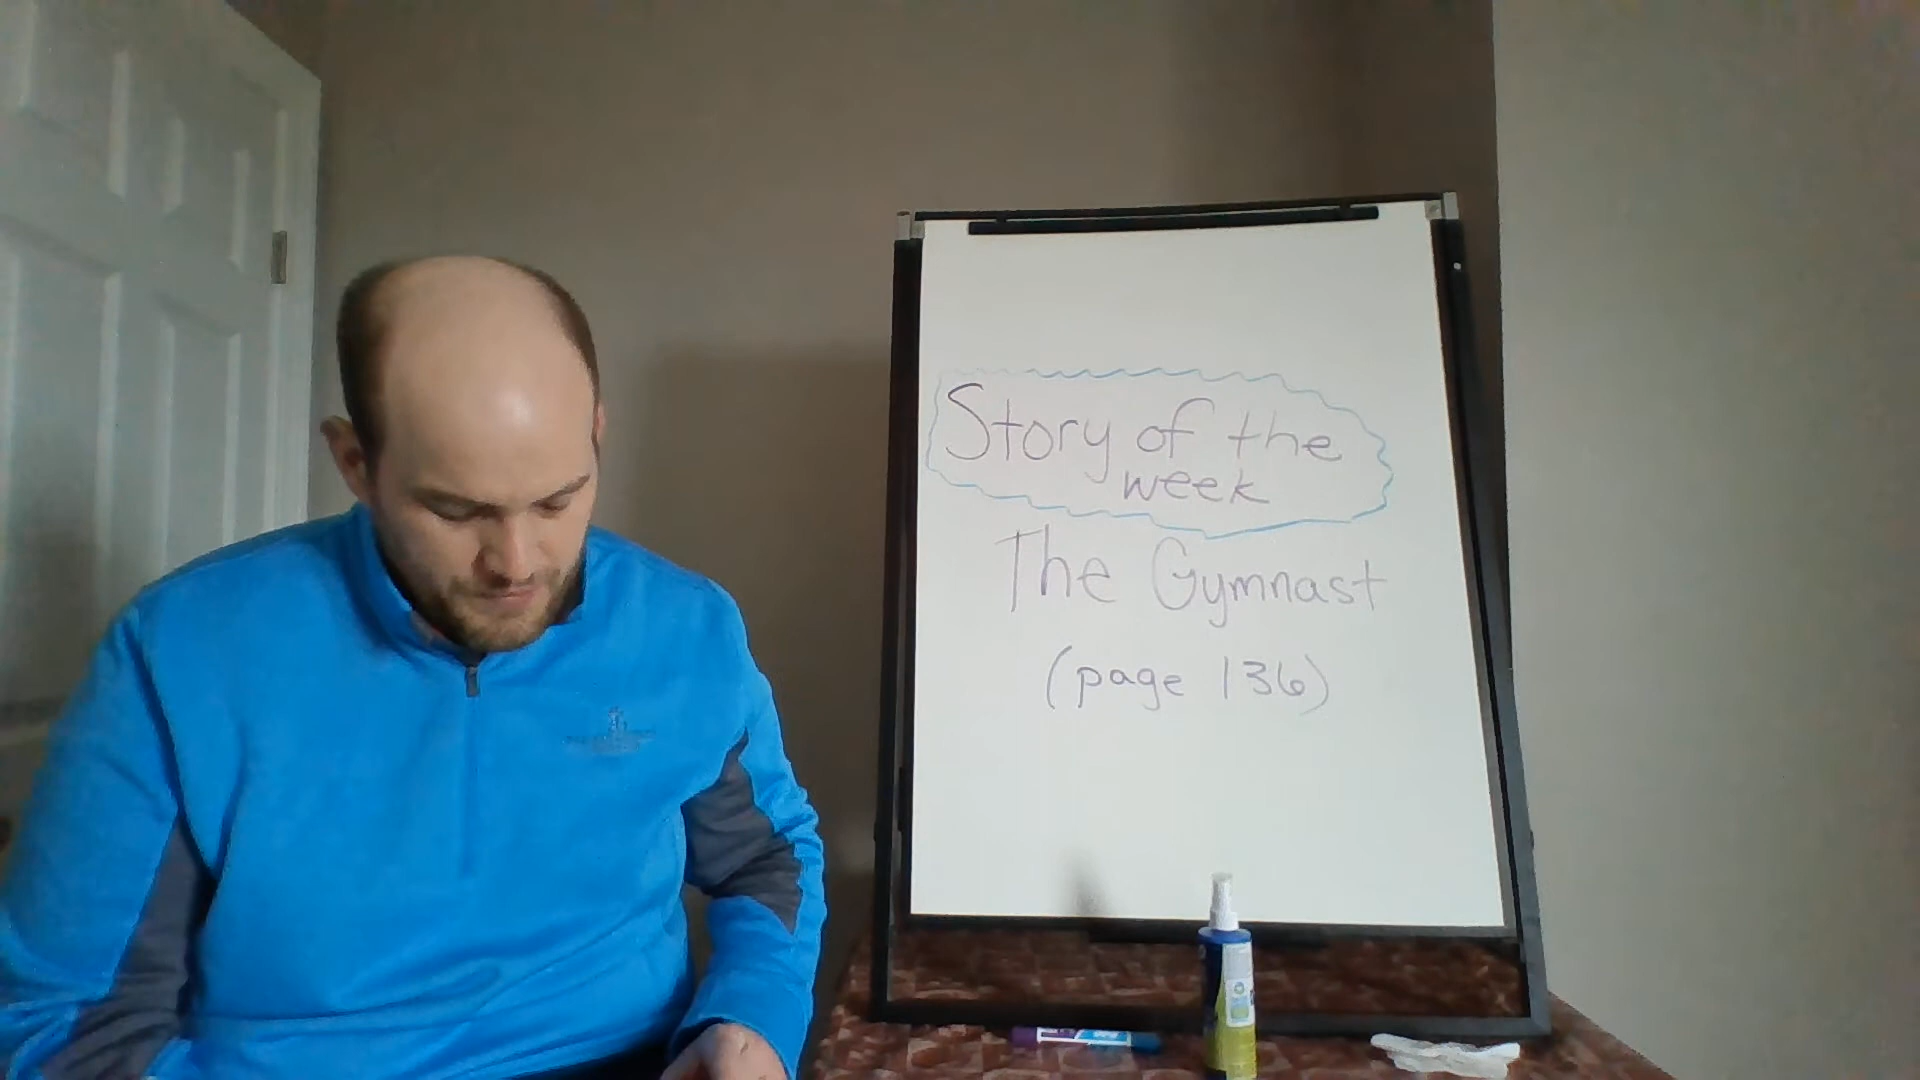 Story of the
week
The Gymnast
(page 136)